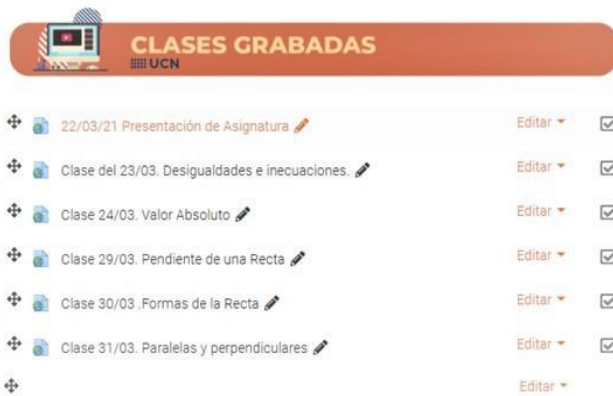 CLASES GRABADAS
UCN
22/03/21 Presentación de Asignatura Editar
Clase del 23/03. Desigualdades e inecuaciones. Editar
Clase 24/03. Valor Absoluto Editar
Clase 29/03. Pendiente de una Recta Editar
Clase 30/03 .Formas de la Recta Editar
Clase 31/03. Paralelas y perpendiculares Editar
Editar